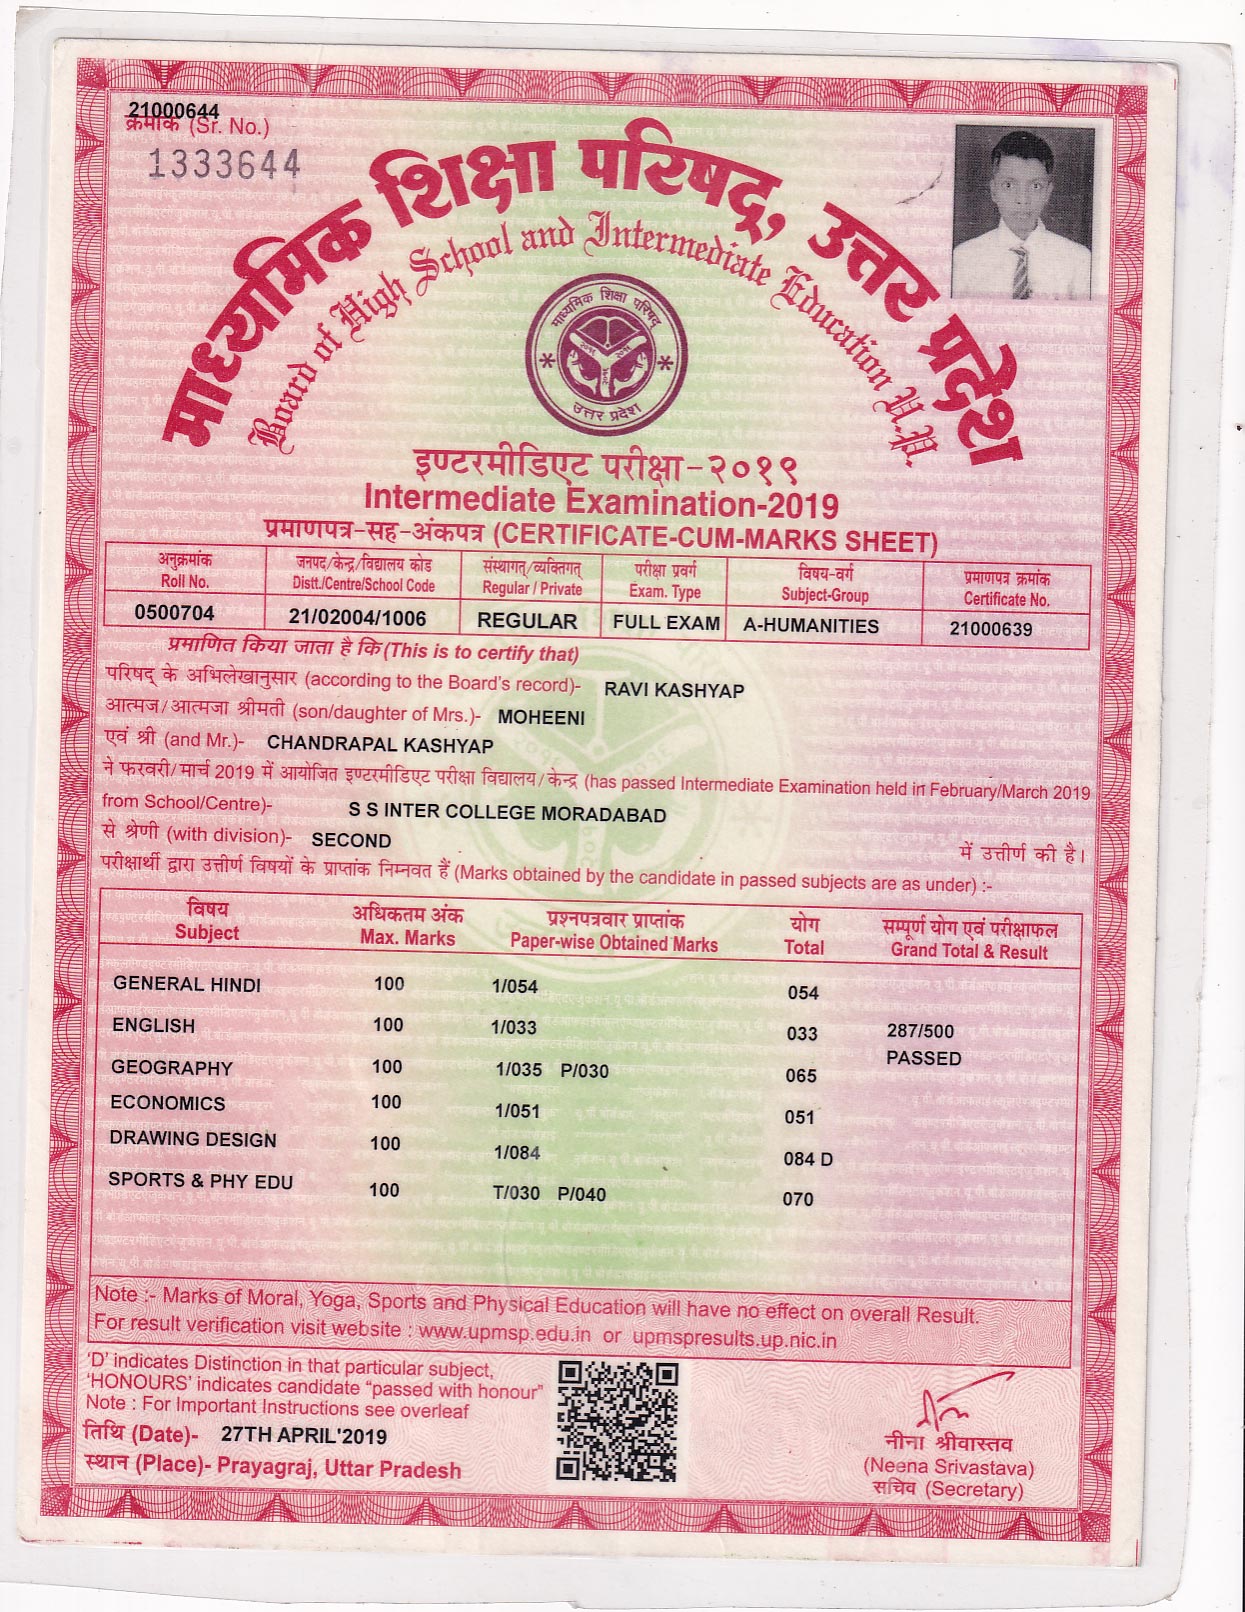 21000644
क्रमांक (Sr. No.)
1333644
माध्यमिक शिक्षा परिषद्, उत्तर प्रदेश
Board of High School and Intermediate Education U.P.
माध्यमिक शिक्षा परिषद्
उत्तर प्रदेश
इण्टरमीडिएट परीक्षा-२०१९
Intermediate Examination-2019
प्रमाणपत्र-सह-अंकपत्र (CERTIFICATE-CUM-MARKS SHEET)
अनुक्रमांक जनपद/केन्द्र/विद्यालय कोड संस्थागत/व्यक्तिगत परीक्षा प्रवर्ग विषय-वर्ग प्रमाणपत्र क्रमांक
Roll No. Distt./Centre/School Code Regular / Private Exam. Type Subject-Group Certificate No.
0500704 21/02004/1006 REGULAR FULL EXAM A-HUMANITIES 21000639
प्रमाणित किया जाता है कि (This is to certify that)
परिषद् के अभिलेखानुसार (according to the Board's record)- RAVI KASHYAP
आत्मज/आत्मजा श्रीमती (son/daughter of Mrs.)- MOHEENI
एवं श्री (and Mr.)- CHANDRAPAL KASHYAP
ने फरवरी/मार्च 2019 में आयोजित इण्टरमीडिएट परीक्षा विद्यालय/केन्द्र (has passed Intermediate Examination held in February/March 2019
from School/Centre)- S S INTER COLLEGE MORADABAD
से श्रेणी (with division)- SECOND में उत्तीर्ण की है।
परीक्षार्थी द्वारा उत्तीर्ण विषयों के प्राप्तांक निम्नवत हैं (Marks obtained by the candidate in passed subjects are as under) :-
विषय अधिकतम अंक प्रश्नपत्रवार प्राप्तांक योग सम्पूर्ण योग एवं परीक्षाफल
Subject Max. Marks Paper-wise Obtained Marks Total Grand Total & Result
GENERAL HINDI 100 1/054 054
ENGLISH 100 1/033 033 287/500
PASSED
GEOGRAPHY 100 1/035 P/030 065
ECONOMICS 100 1/051 051
DRAWING DESIGN 100 1/084 084 D
SPORTS & PHY EDU 100 T/030 P/040 070
Note :- Marks of Moral, Yoga, Sports and Physical Education will have no effect on overall Result.
For result verification visit website : www.upmsp.edu.in or upmspresults.up.nic.in
'D' indicates Distinction in that particular subject,
'HONOURS' indicates candidate "passed with honour"
Note : For Important Instructions see overleaf
तिथि (Date)- 27TH APRIL'2019
स्थान (Place)- Prayagraj, Uttar Pradesh
नीना श्रीवास्तव
(Neena Srivastava)
सचिव (Secretary)